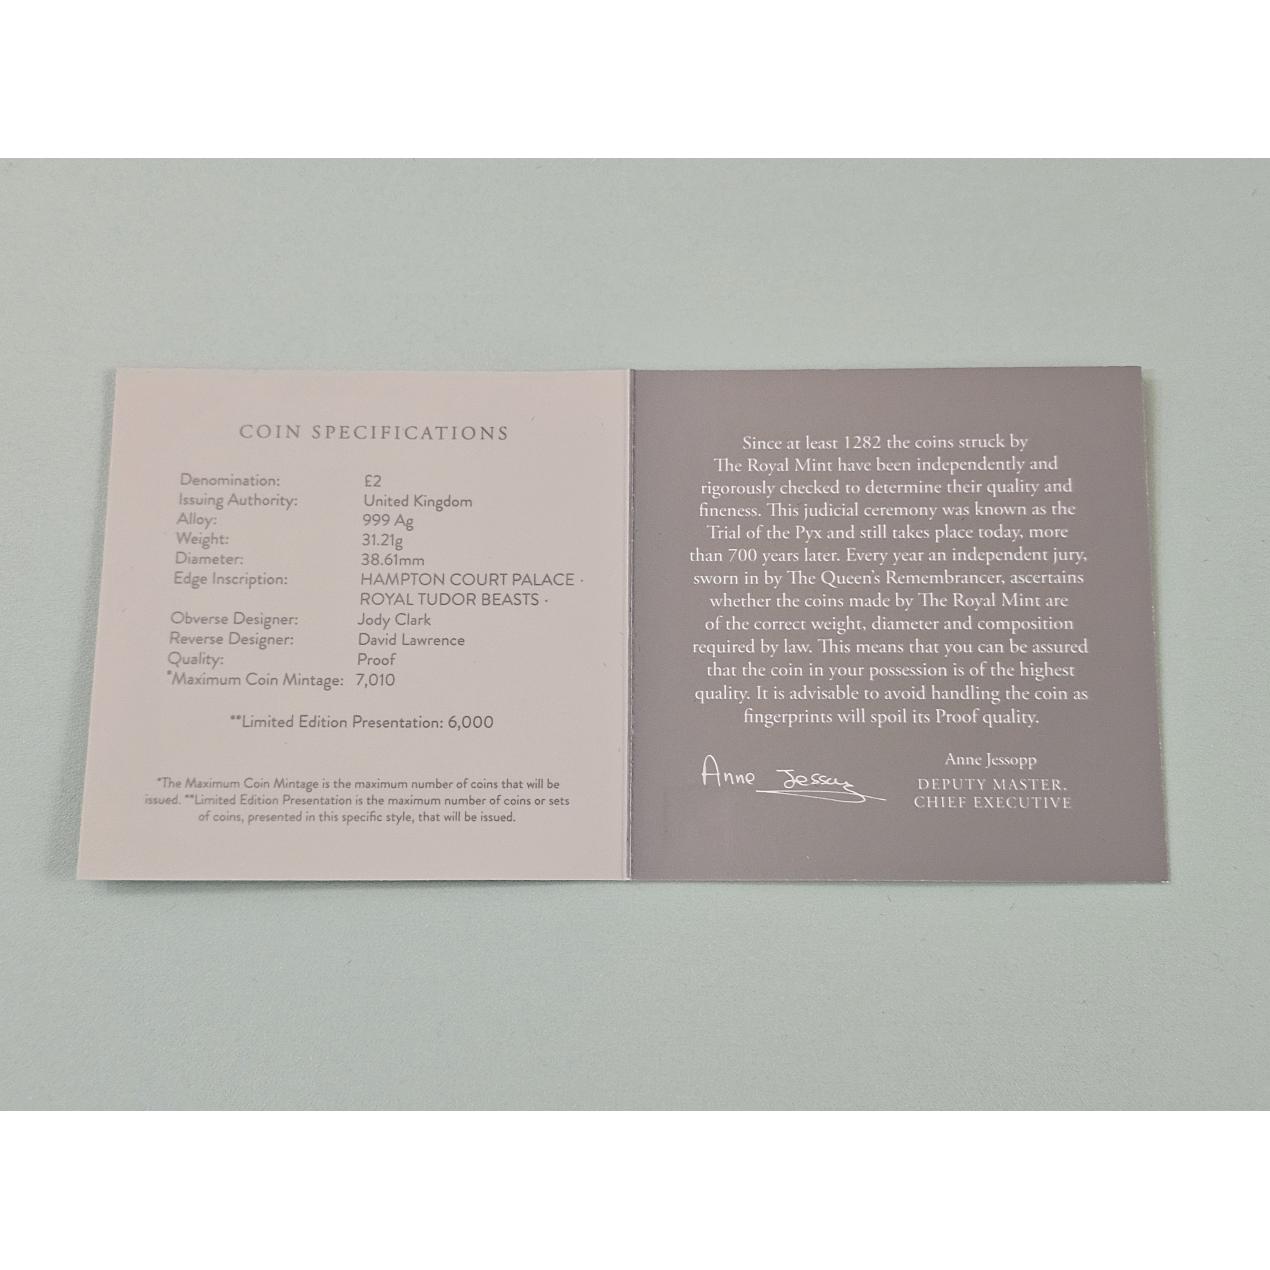 COIN SPECIFICATIONS
Denomination: £2
Issuing Authority: United Kingdom
Alloy: 999 Ag
Weight: 31.21g
Diameter: 38.61mm
Edge Inscription: HAMPTON COURT PALACE ·
ROYAL TUDOR BEASTS ·
Obverse Designer: Jody Clark
Reverse Designer: David Lawrence
Quality: Proof
*Maximum Coin Mintage: 7,010
**Limited Edition Presentation: 6,000
*The Maximum Coin Mintage is the maximum number of coins that will be
issued. **Limited Edition Presentation is the maximum number of coins or sets
of coins, presented in this specific style, that will be issued.
Since at least 1282 the coins struck by
The Royal Mint have been independently and
rigorously checked to determine their quality and
fineness. This judicial ceremony was known as the
Trial of the Pyx and still takes place today, more
than 700 years later. Every year an independent jury,
sworn in by The Queen's Remembrancer, ascertains
whether the coins made by The Royal Mint are
of the correct weight, diameter and composition
required by law. This means that you can be assured
that the coin in your possession is of the highest
quality. It is advisable to avoid handling the coin as
fingerprints will spoil its Proof quality.
Anne Jessopp
Anne Jessopp
DEPUTY MASTER,
CHIEF EXECUTIVE